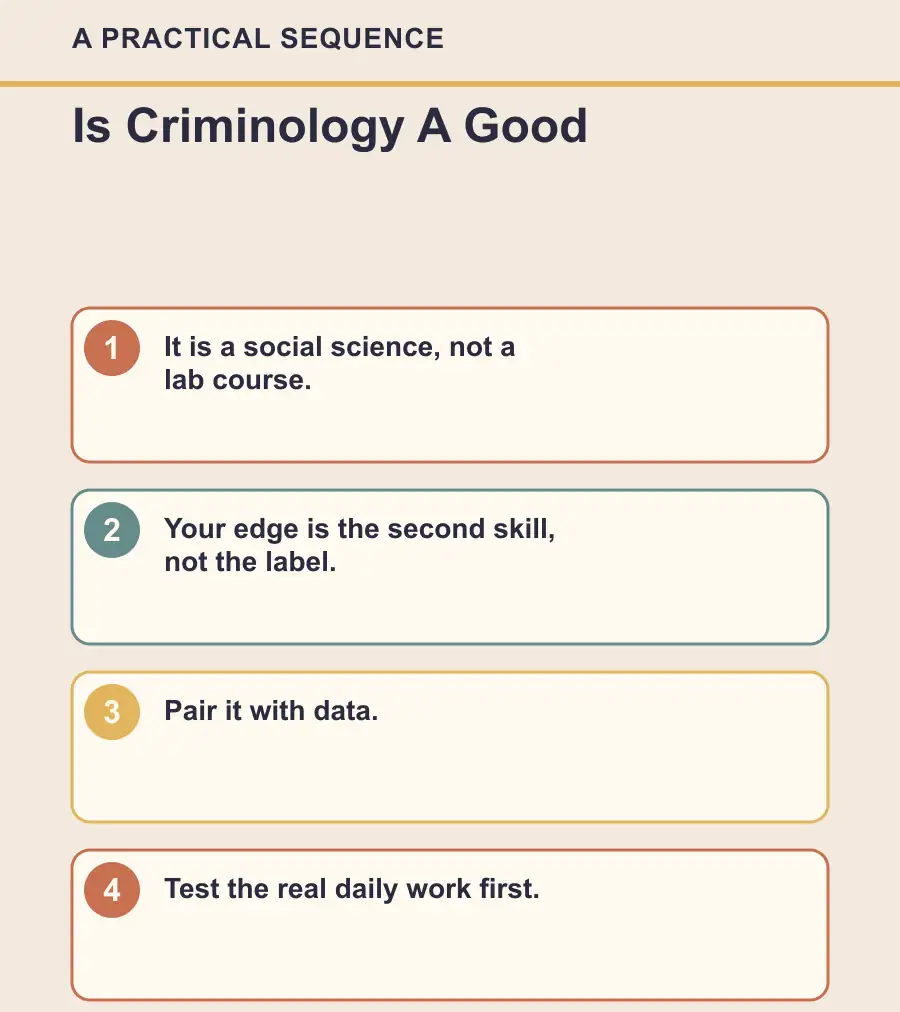 A PRACTICAL SEQUENCE
Is Criminology A Good
1
It is a social science, not a
lab course.
2
Your edge is the second skill,
not the label.
3
Pair it with data.
4
Test the real daily work first.